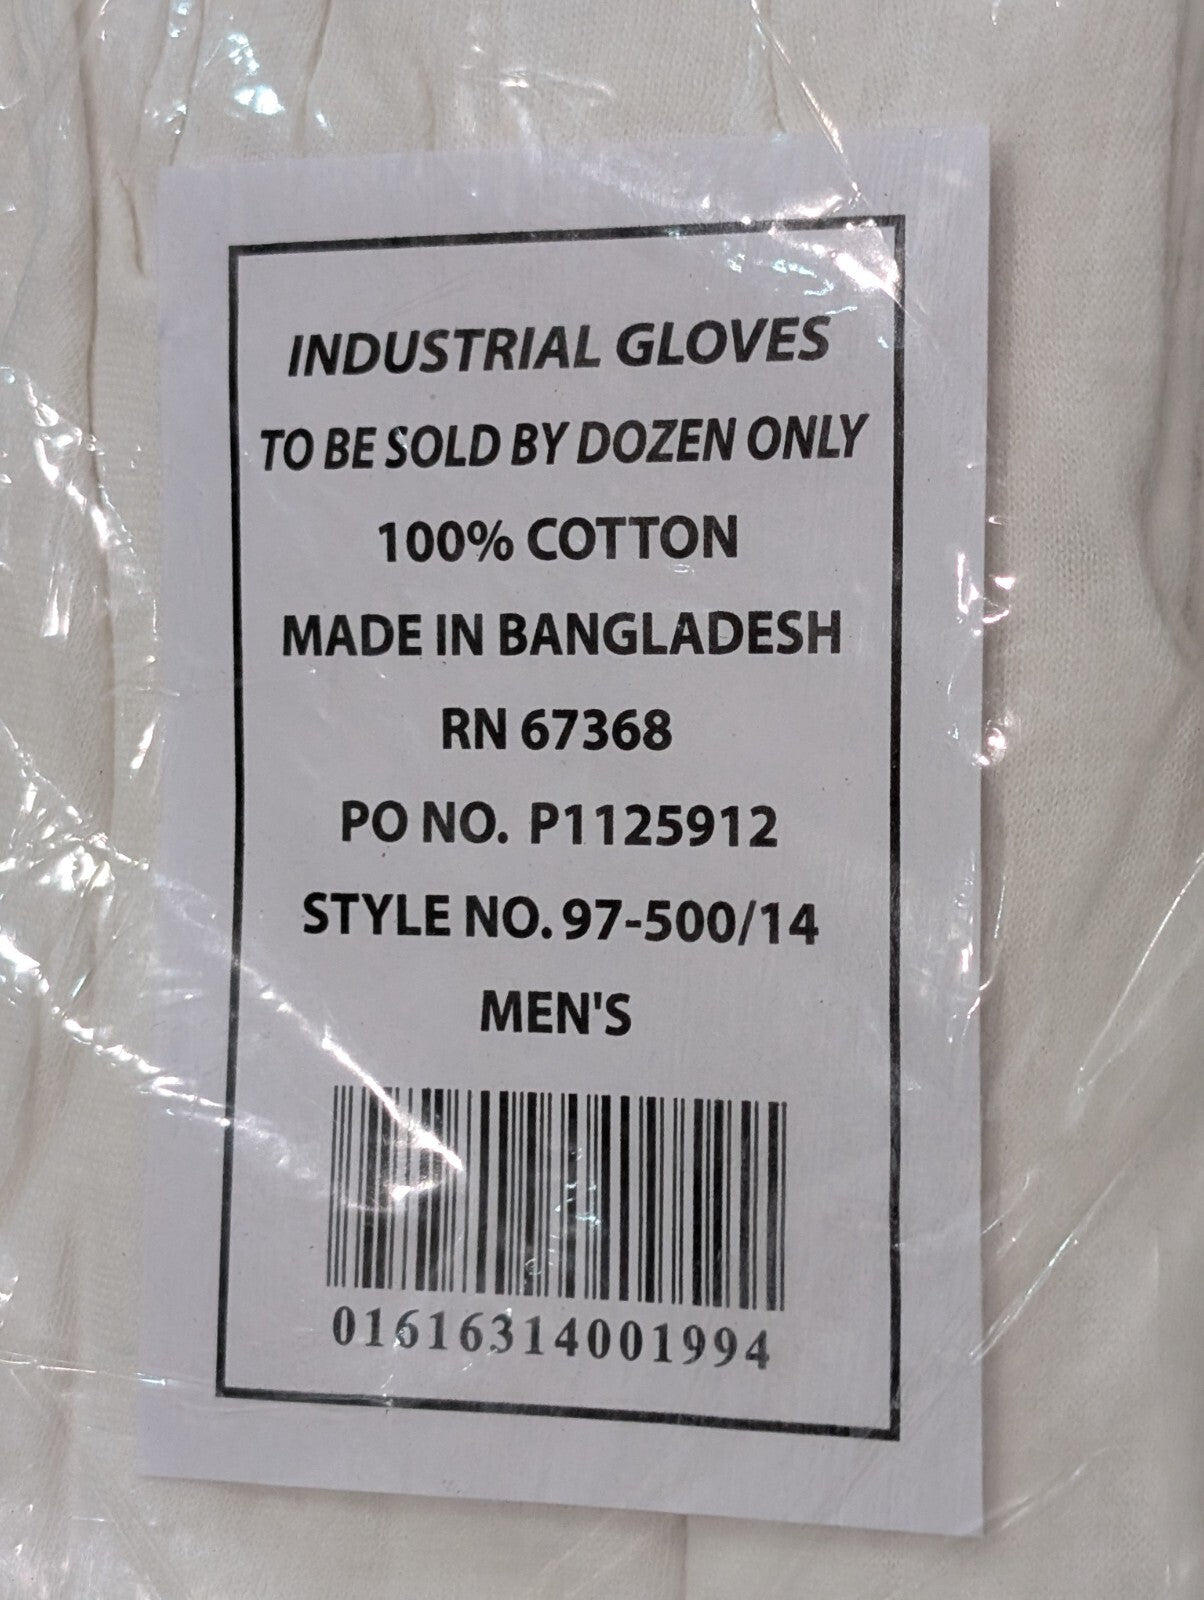 INDUSTRIAL GLOVES
TO BE SOLD BY DOZEN ONLY
100% COTTON
MADE IN BANGLADESH
RN 67368
PO NO. P1125912
STYLE NO. 97-500/14
MEN'S
01616314001994